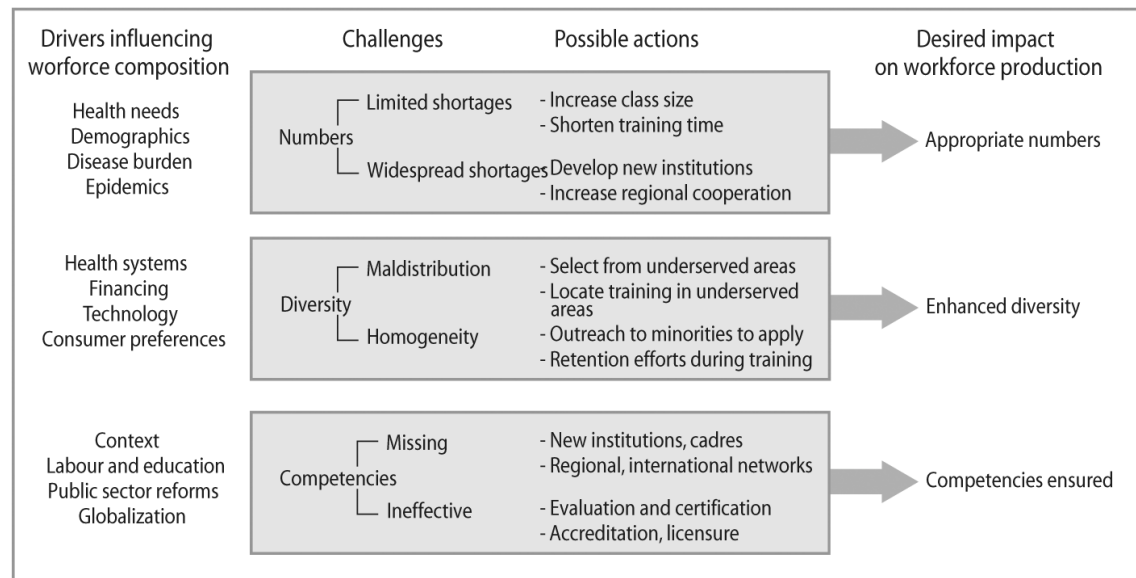 Drivers influencing
worforce composition
Challenges
Possible actions
Desired impact
on workforce production
Health needs
Demographics
Disease burden
Epidemics
Numbers
Limited shortages
- Increase class size
- Shorten training time
Widespread shortages
- Develop new institutions
- Increase regional cooperation
Appropriate numbers
Health systems
Financing
Technology
Consumer preferences
Diversity
Maldistribution
- Select from underserved areas
- Locate training in underserved
areas
Homogeneity
- Outreach to minorities to apply
- Retention efforts during training
Enhanced diversity
Context
Labour and education
Public sector reforms
Globalization
Competencies
Missing
- New institutions, cadres
- Regional, international networks
Ineffective
- Evaluation and certification
- Accreditation, licensure
Competencies ensured